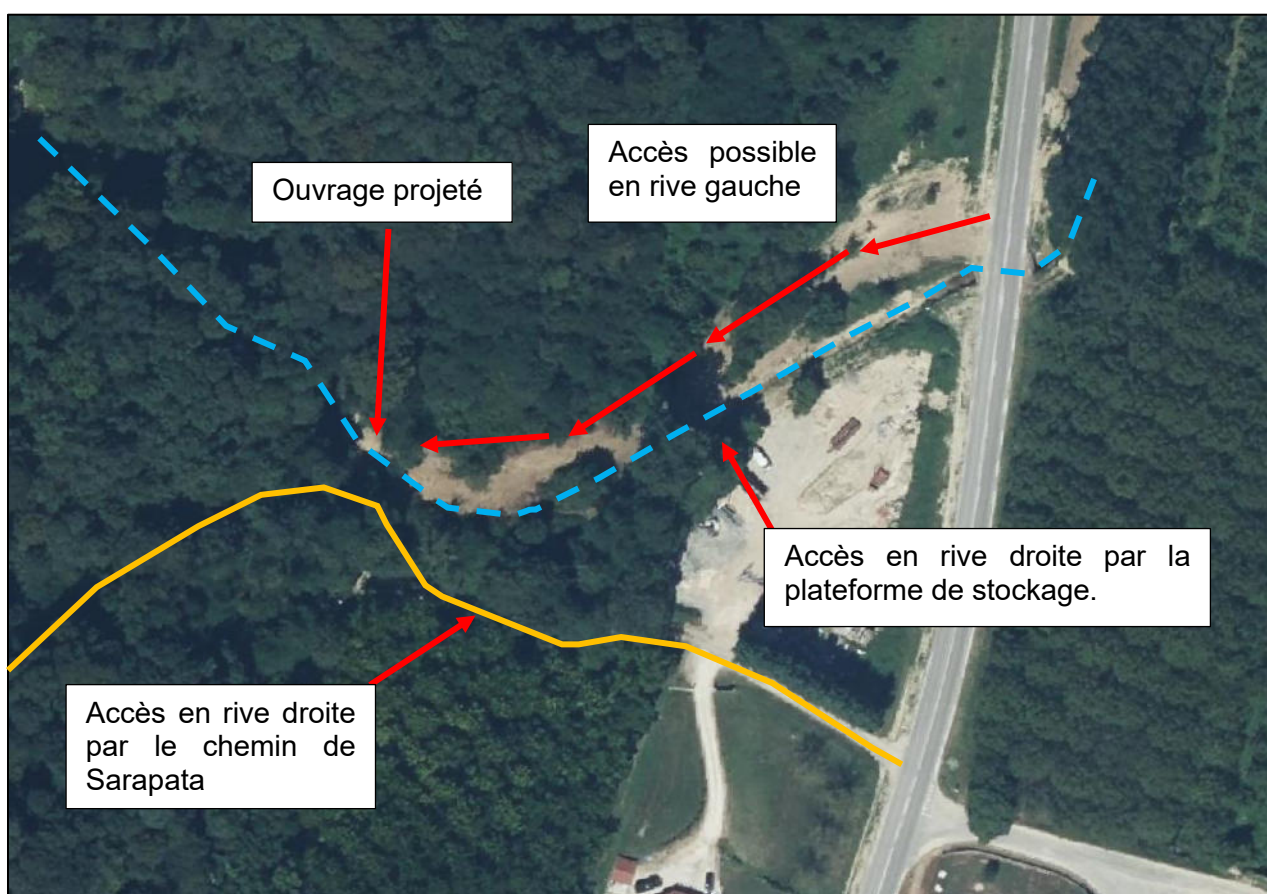 Accès possible
en rive gauche
Ouvrage projeté
Accès en rive droite par la
plateforme de stockage.
Accès en rive droite
par le chemin de
Sarapata